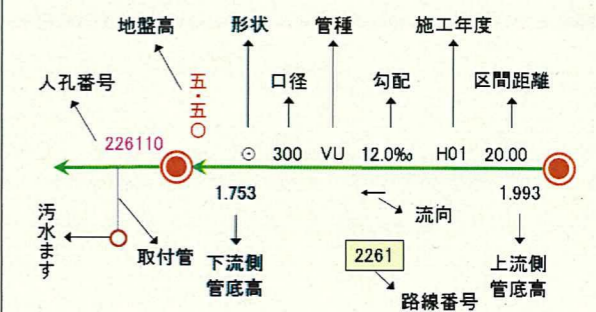 地盤高
形状
管種
施工年度
人孔番号
五・五〇
口径
勾配
区間距離
226110
⊙ 300 VU 12.0‰ H01 20.00
1.753
1.993
汚水ます
取付管
下流側
管底高
流向
2261
路線番号
上流側
管底高